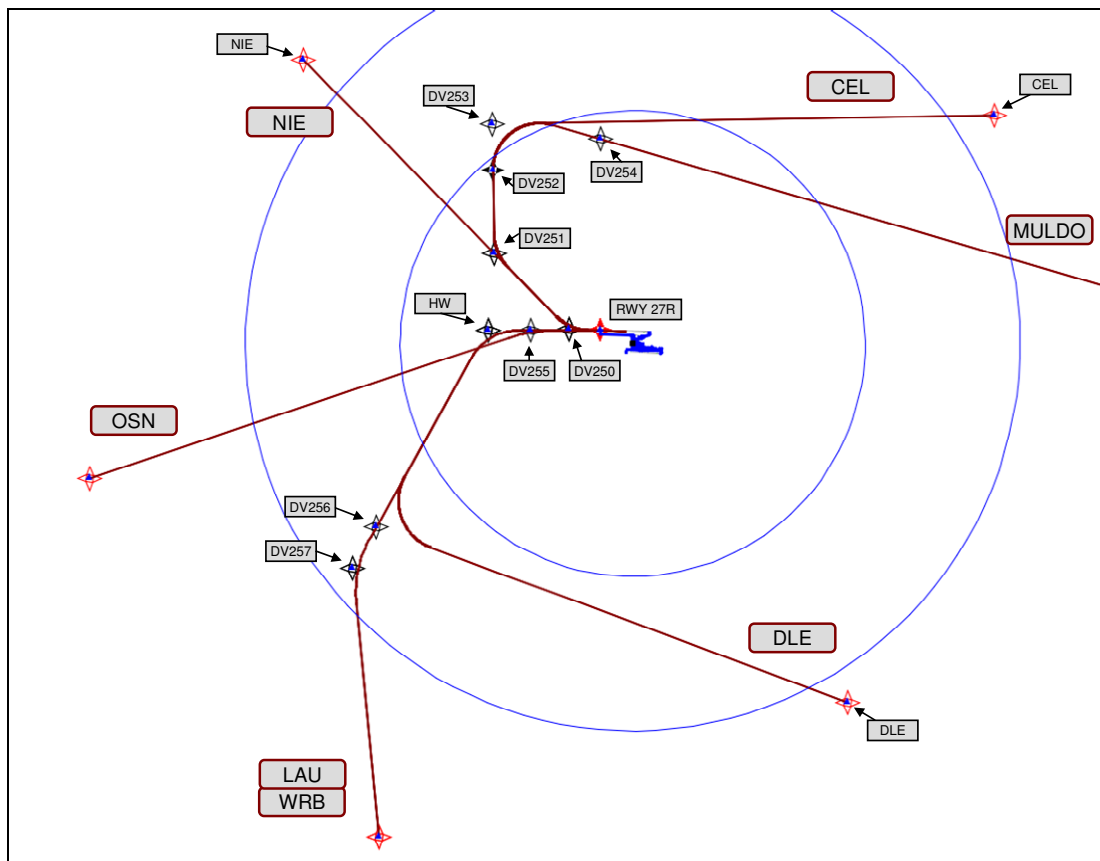 NIE
CEL
CEL
DV253
NIE
DV254
DV252
MULDO
DV251
HW
RWY 27R
DV255
DV250
OSN
DV256
DV257
DLE
DLE
LAU
WRB